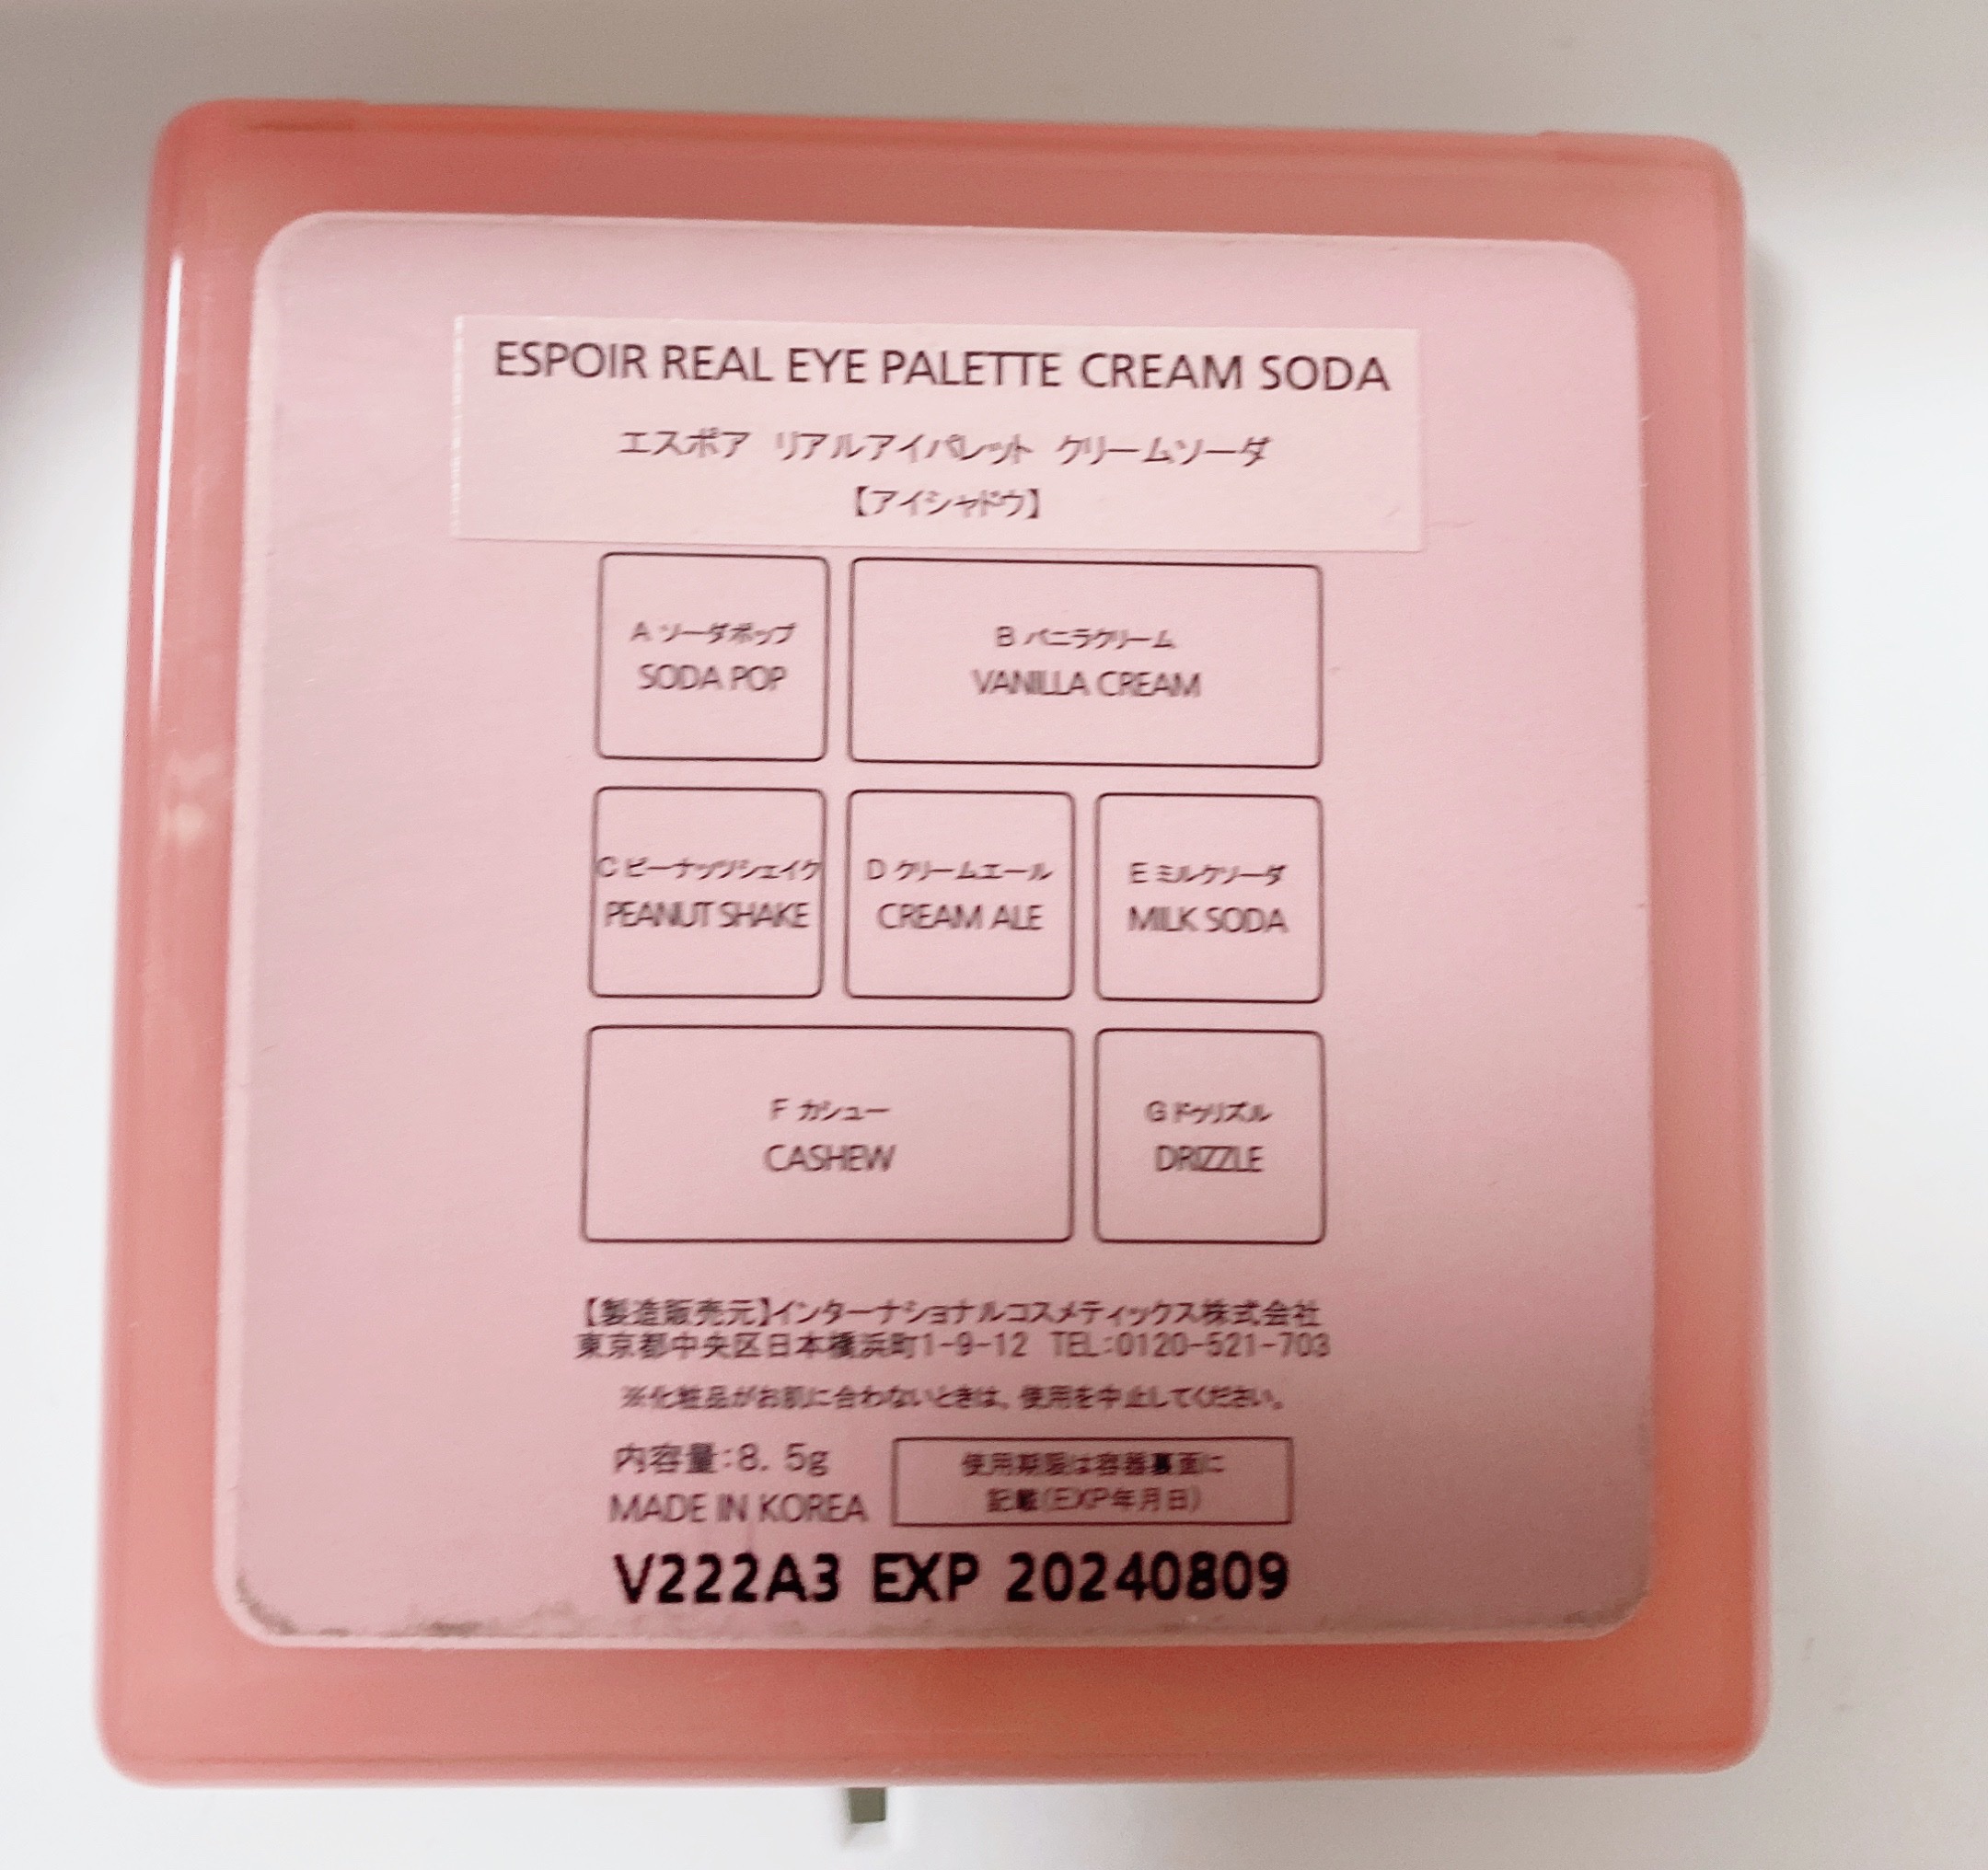 ESPOIR REAL EYE PALETTE CREAM SODA
エスポア リアルアイパレット クリームソーダ
【アイシャドウ】
A ソーダポップ
SODA POP
B バニラクリーム
VANILLA CREAM
C ピーナッツシェイク
PEANUT SHAKE
D クリームエール
CREAM ALE
E ミルクソーダ
MILK SODA
F カシュー
CASHEW
G ドゥリズル
DRIZZLE
【製造販売元】インターナショナルコスメティックス株式会社
東京都中央区日本橋浜町1-9-12 TEL:0120-521-703
※化粧品がお肌に合わないときは、使用を中止してください。
内容量:8. 5g
MADE IN KOREA
使用期限は容器裏面に
記載(EXP年月日)
V222A3 EXP 20240809